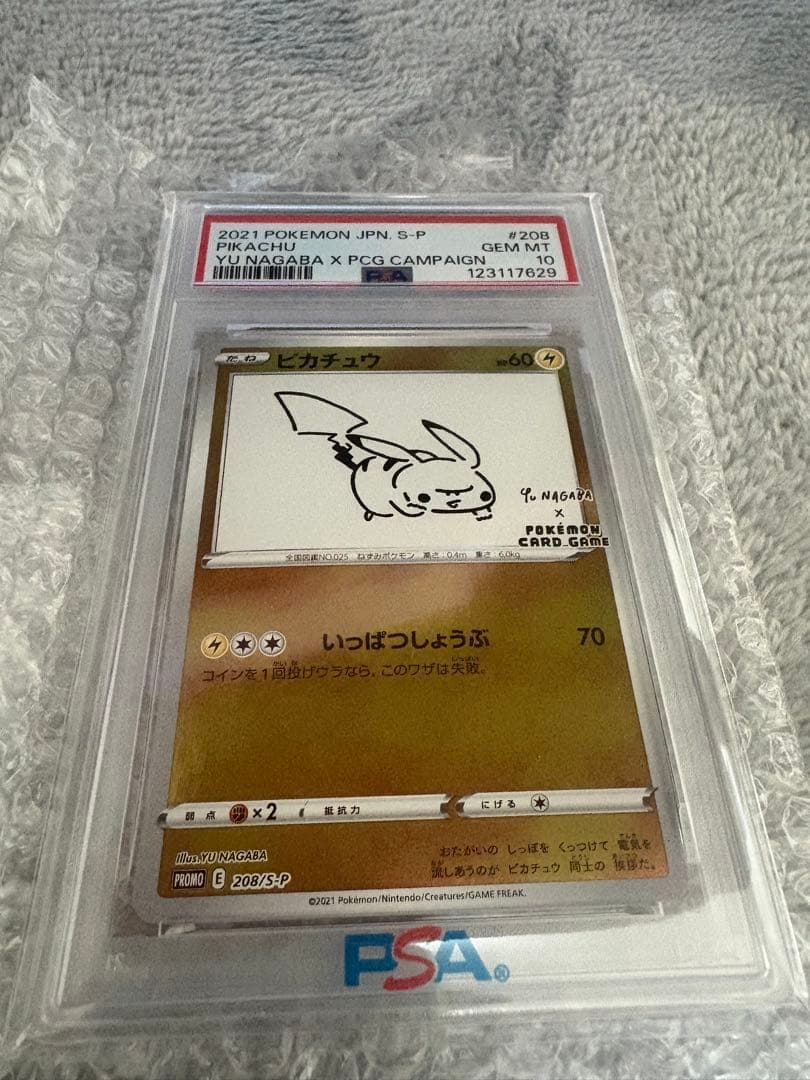 2021 POKEMON JPN. S-P #208
PIKACHU GEM MT
YU NAGABA X PCG CAMPAIGN 10
PSA 123117629
たね ピカチュウ HP60
YU NAGABA
X
POKÉMON
CARD GAME
全国図鑑NO.025 ねずみポケモン 高さ:0.4m 重さ:6.0kg
いっぱつしょうぶ 70
コインを1回投げウラなら、このワザは失敗。
弱点 ×2 抵抗力 にげる
Illus.YU NAGABA
おたがいの しっぽを くっつけて 電気を
流しあうのが ピカチュウ 同士の 挨拶だ。
PROMO E 208/S-P
©2021 Pokémon/Nintendo/Creatures/GAME FREAK.
PSA®